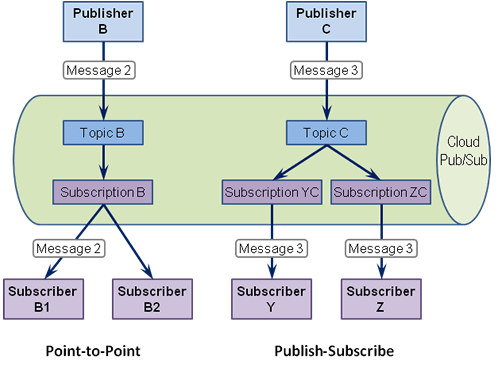 Publisher
B
Publisher
C
Message 2
Message 3
Topic B
Topic C
Cloud
Pub/Sub
Subscription B
Subscription YC
Subscription ZC
Message 2
Message 3
Message 3
Subscriber
B1
Subscriber
B2
Subscriber
Y
Subscriber
Z
Point-to-Point
Publish-Subscribe